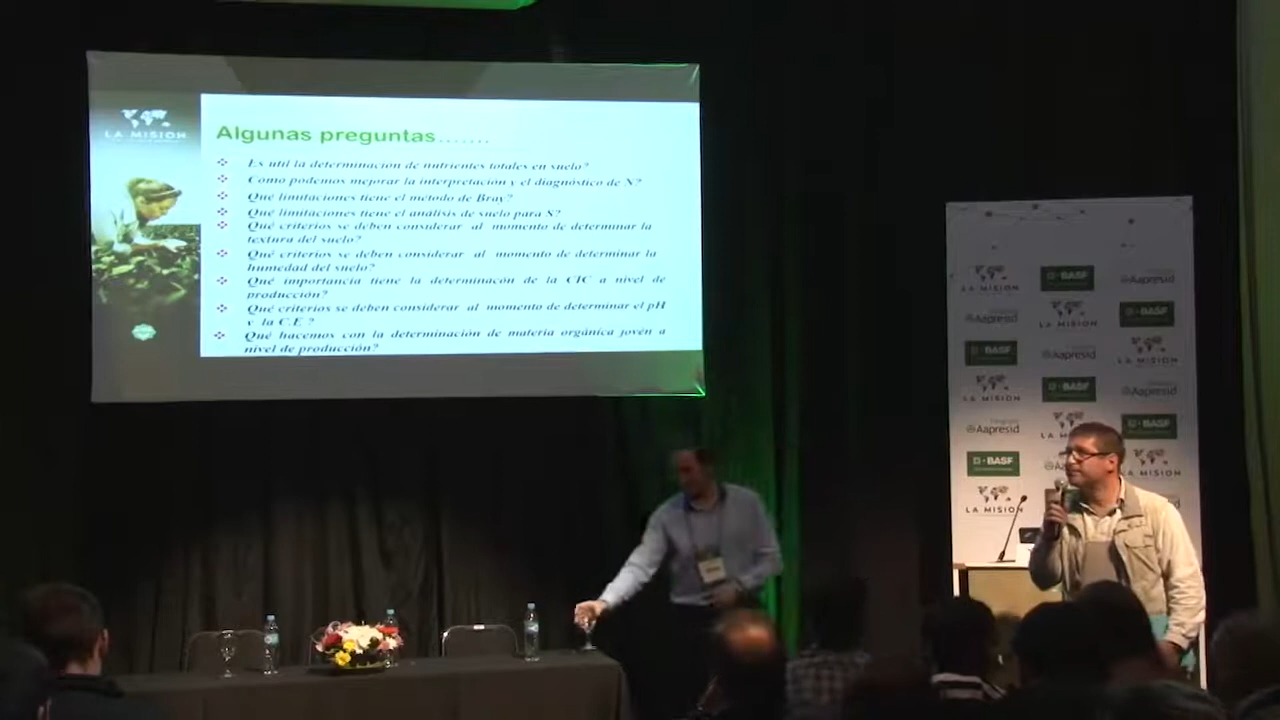 LA MISION
Algunas preguntas.......
Es util la determinación de nutrientes totales en suelo?
Como podemos mejorar la interpretación y el diagnóstico de N?
Qué limitaciones tiene el metodo de Bray?
Qué limitaciones tiene el análisis de suelo para S?
Qué criterios se deben considerar al momento de determinar la
textura del suelo?
Qué criterios se deben considerar al momento de determinar la
humedad del suelo?
Qué importancia tiene la determinacón de la CIC a nivel de
producción?
Qué criterios se deben considerar al momento de determinar el pH
y la C.E ?
Qué hacemos con la determinación de materia orgánica jovén a
nivel de producción?
LA MISION
BASF
Aapresid
Aapresid
LA MISION
BASF
BASF
Aapresid
LA MISION
LA MISION
BASF
Aapresid
Aapresid
LA M
BASF
BASF
A MISION
LA MISION